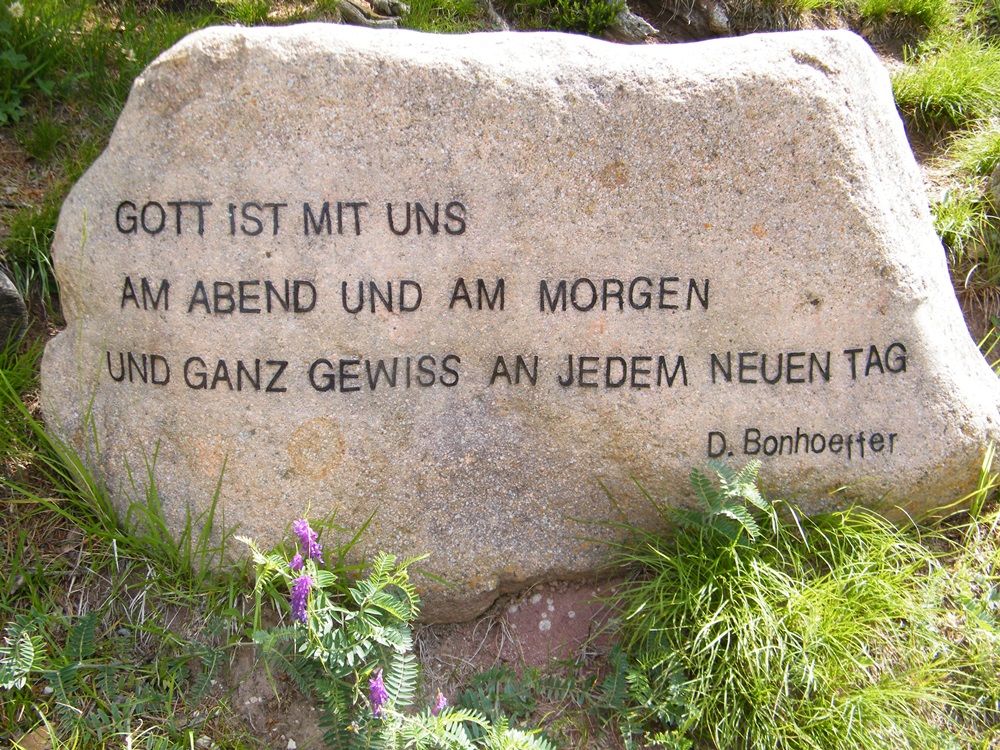 GOTT IST MIT UNS
AM ABEND UND AM MORGEN
UND GANZ GEWISS AN JEDEM NEUEN TAG
D. Bonhoeffer